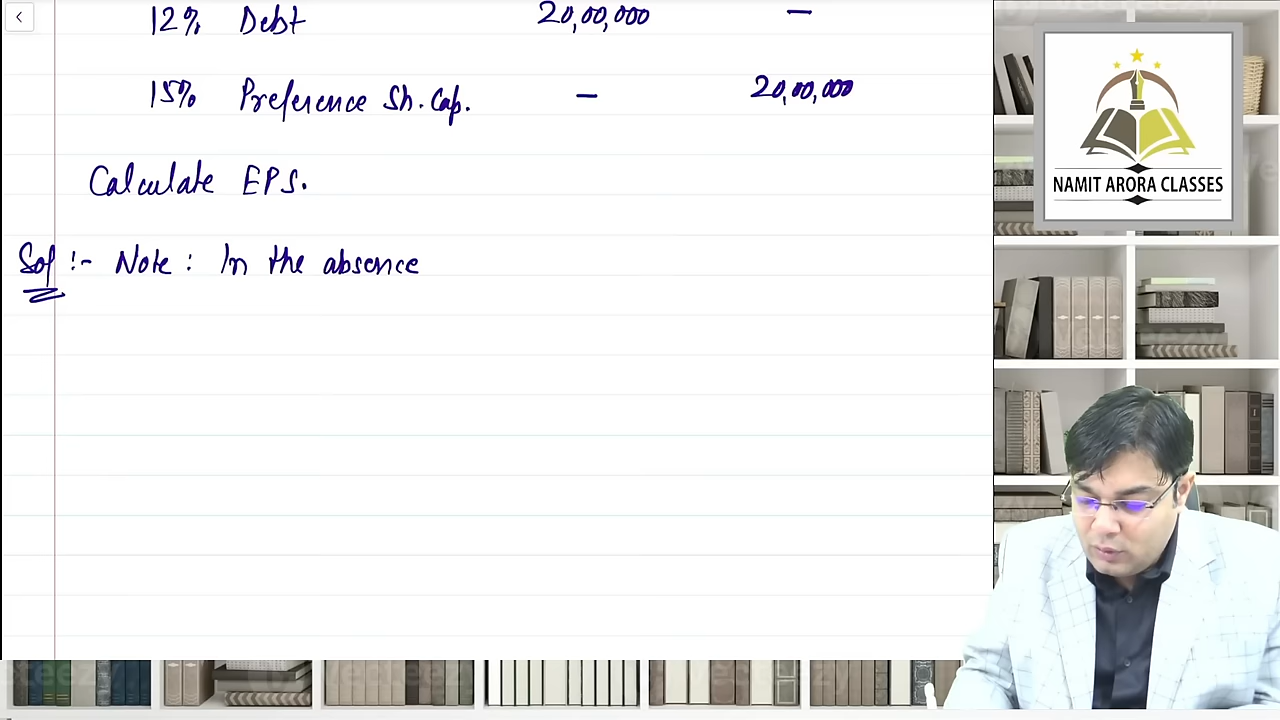 12% Debt 20,00,000 —
15% Preference Sh. Cap. — 20,00,000
Calculate EPS.
Sol :- Note : In the absence
NAMIT ARORA CLASSES